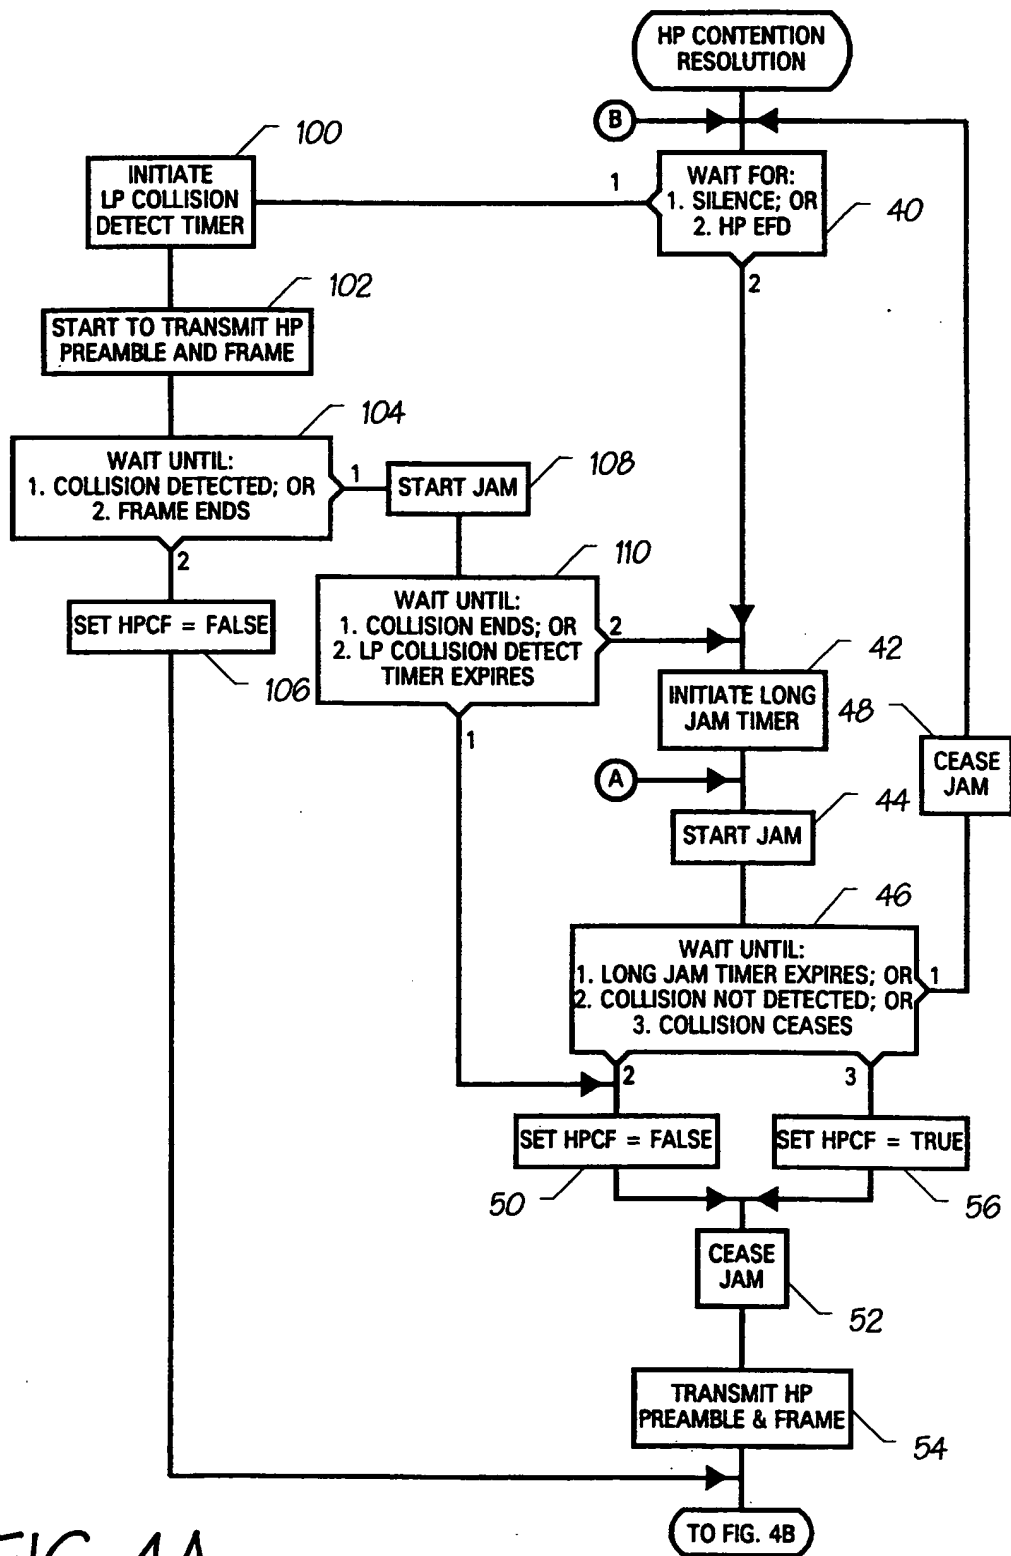 HP CONTENTION
RESOLUTION
B
100
INITIATE
LP COLLISION
DETECT TIMER
1
WAIT FOR:
1. SILENCE; OR
2. HP EFD
40
2
102
START TO TRANSMIT HP
PREAMBLE AND FRAME
104
WAIT UNTIL:
1. COLLISION DETECTED; OR
2. FRAME ENDS
1
2
START JAM
108
110
WAIT UNTIL:
1. COLLISION ENDS; OR
2. LP COLLISION DETECT
TIMER EXPIRES
2
1
SET HPCF = FALSE
106
42
INITIATE LONG
JAM TIMER
48
CEASE
JAM
A
44
START JAM
46
WAIT UNTIL:
1. LONG JAM TIMER EXPIRES; OR
2. COLLISION NOT DETECTED; OR
3. COLLISION CEASES
1
2
3
SET HPCF = FALSE
SET HPCF = TRUE
50
56
CEASE
JAM
52
TRANSMIT HP
PREAMBLE & FRAME
54
TO FIG. 4B